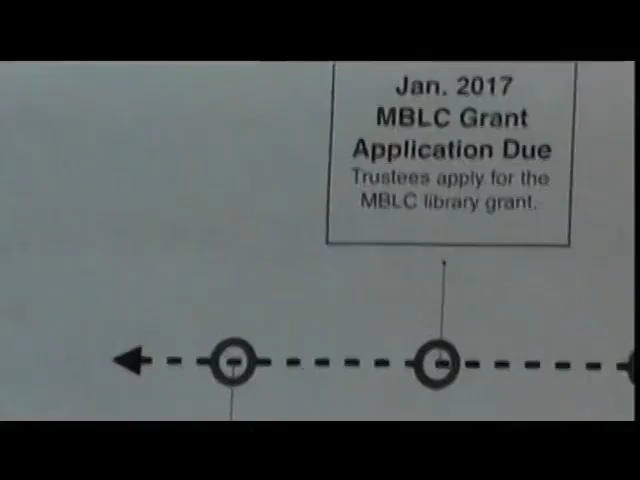 Jan. 2017
MBLC Grant
Application Due
Trustees apply for the
MBLC library grant.